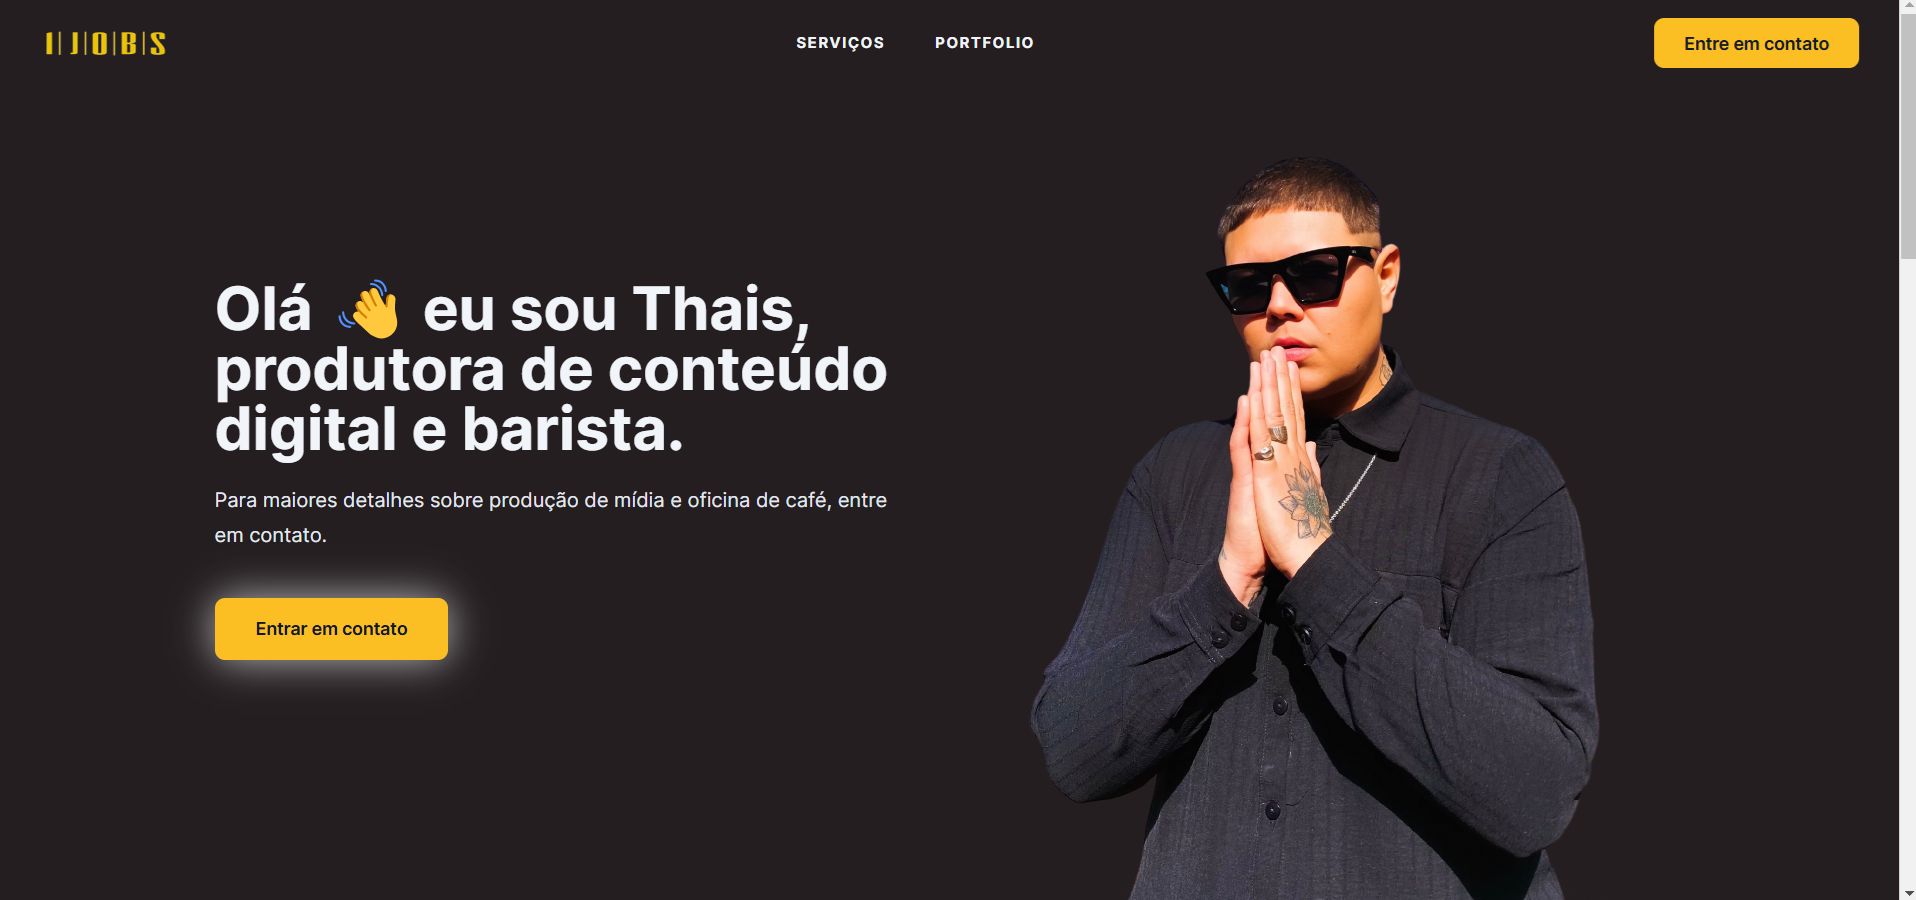 1|J|O|B|S
SERVIÇOS
PORTFOLIO
Entre em contato
Olá 👋 eu sou Thais,
produtora de conteúdo
digital e barista.
Para maiores detalhes sobre produção de mídia e oficina de café, entre
em contato.
Entrar em contato